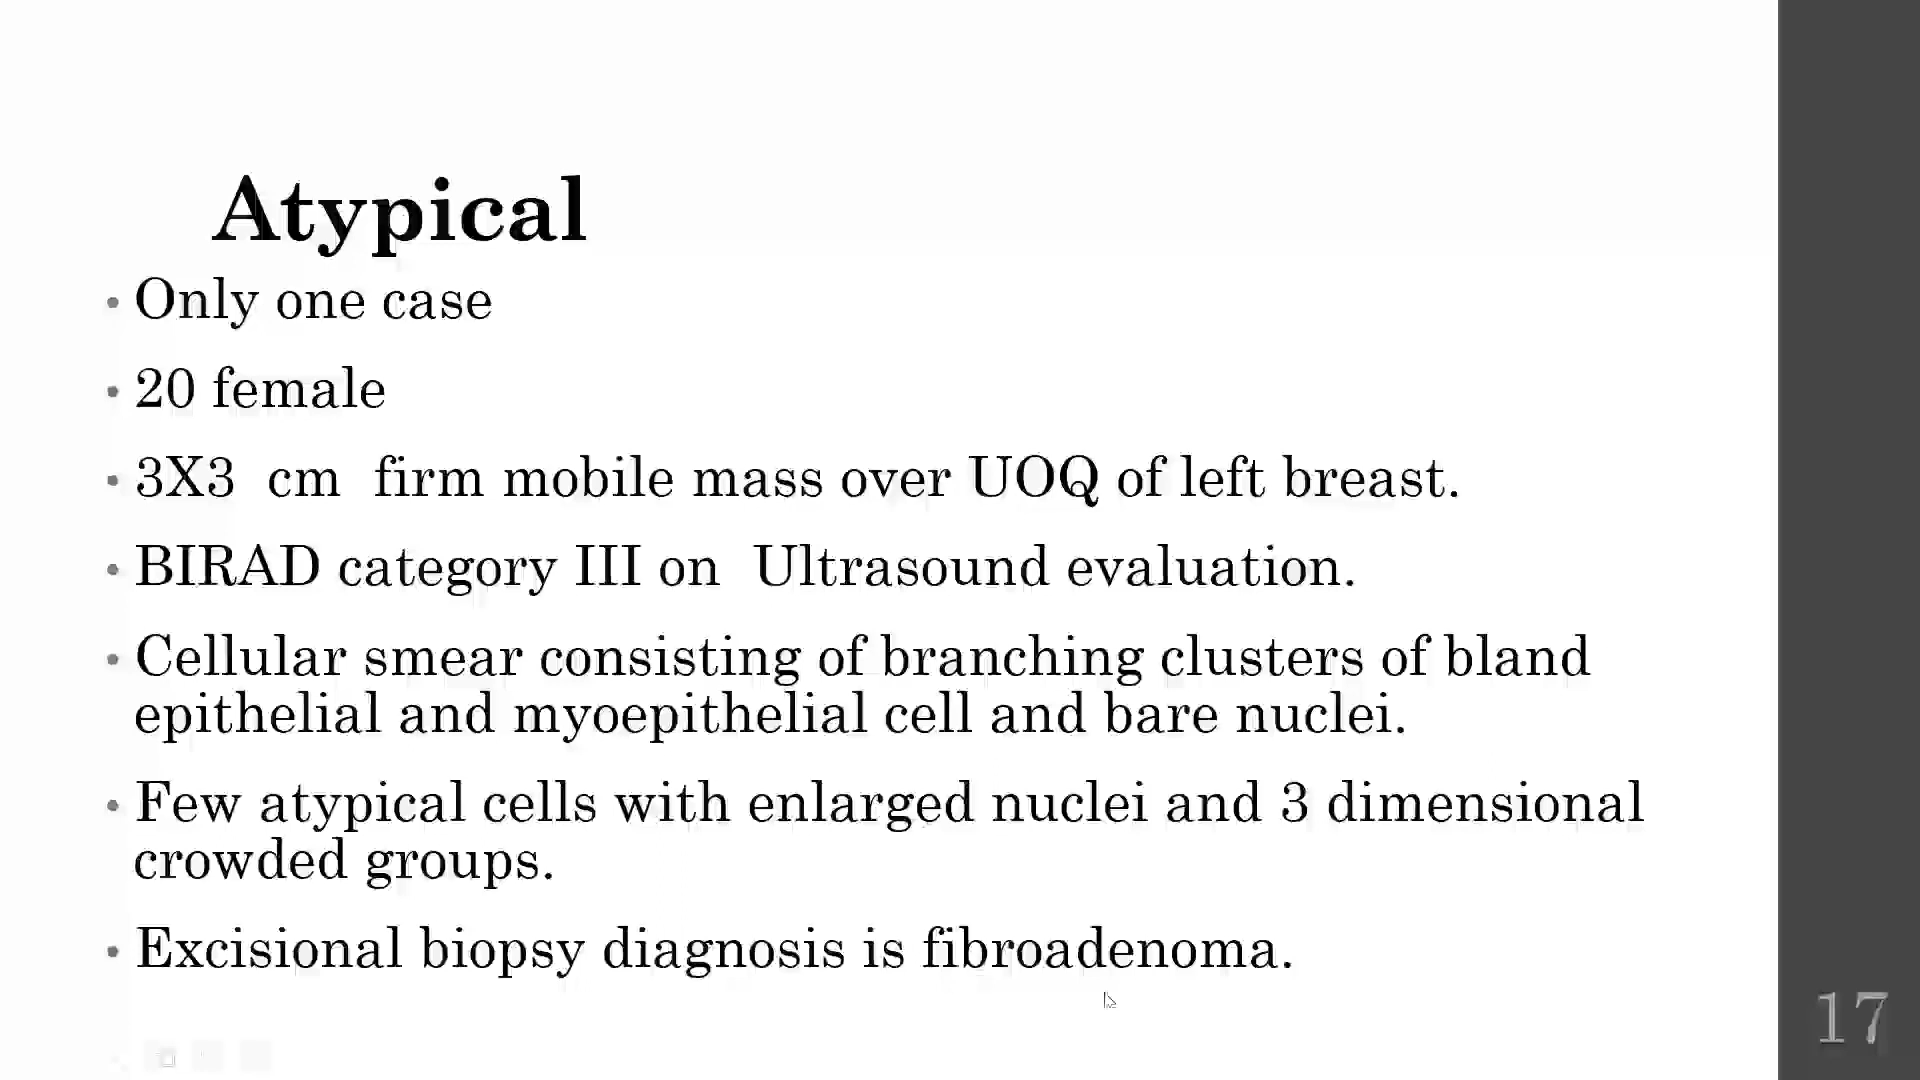 Atypical
• Only one case
• 20 female
• 3X3 cm firm mobile mass over UOQ of left breast.
• BIRAD category III on Ultrasound evaluation.
• Cellular smear consisting of branching clusters of bland
epithelial and myoepithelial cell and bare nuclei.
• Few atypical cells with enlarged nuclei and 3 dimensional
crowded groups.
• Excisional biopsy diagnosis is fibroadenoma.
17